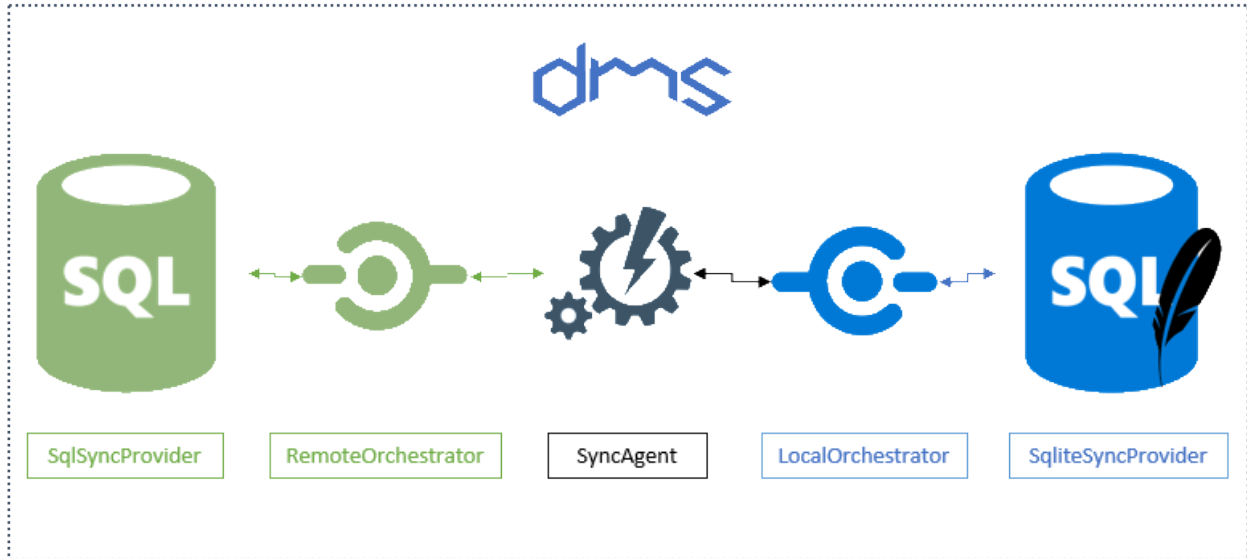 dms
SQL
SQL
SqlSyncProvider
RemoteOrchestrator
SyncAgent
LocalOrchestrator
SqliteSyncProvider